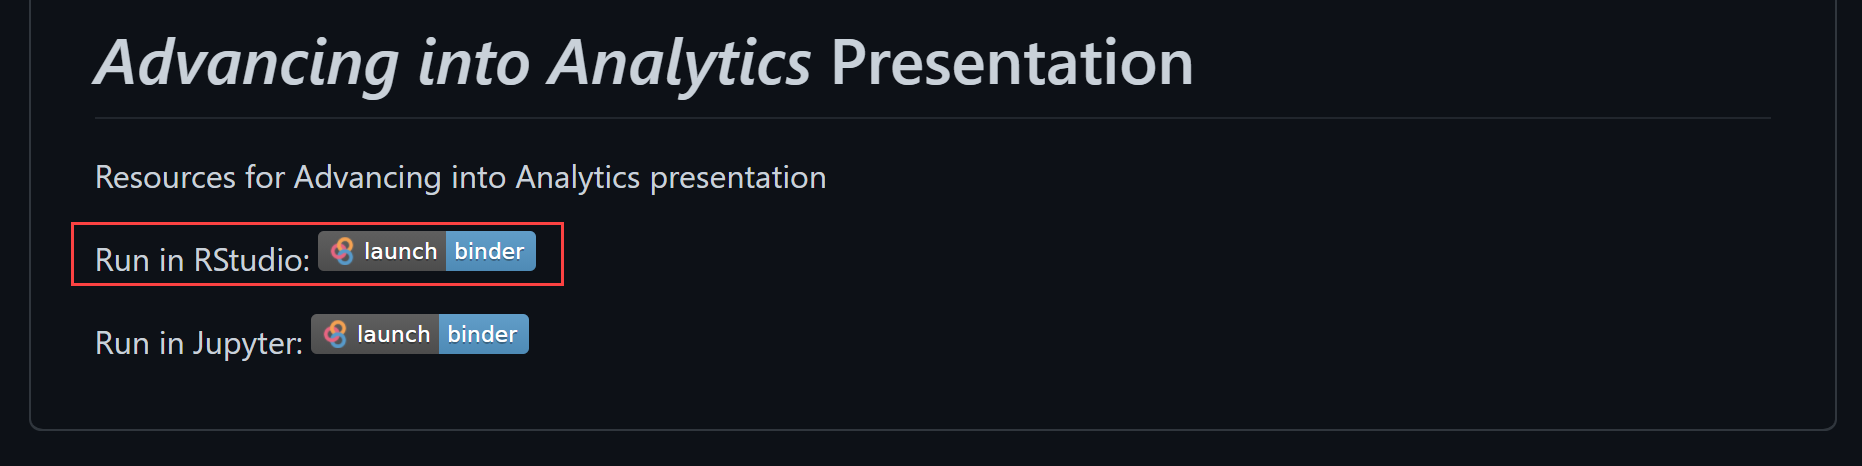 Advancing into Analytics Presentation
Resources for Advancing into Analytics presentation
Run in RStudio: launch binder
Run in Jupyter: launch binder